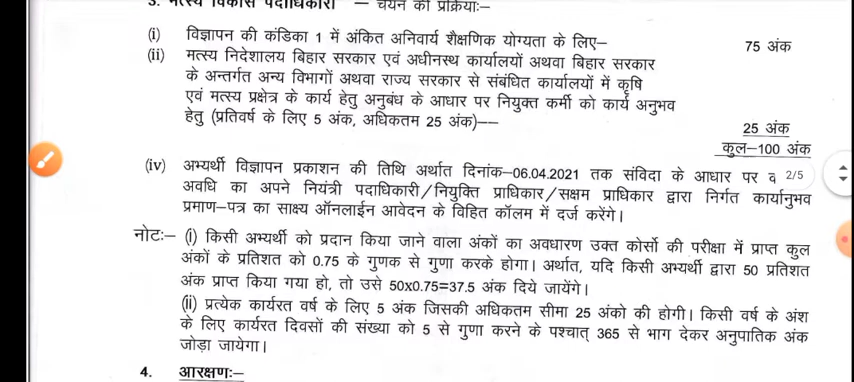 3. मत्स्य विकास पदाधिकारी — चयन की प्रक्रियाः–
(i) विज्ञापन की कंडिका 1 में अंकित अनिवार्य शैक्षणिक योग्यता के लिए– 75 अंक
(ii) मत्स्य निदेशालय बिहार सरकार एवं अधीनस्थ कार्यालयों अथवा बिहार सरकार
के अन्तर्गत अन्य विभागों अथवा राज्य सरकार से संबंधित कार्यालयों में कृषि
एवं मत्स्य प्रक्षेत्र के कार्य हेतु अनुबंध के आधार पर नियुक्त कर्मी को कार्य अनुभव
हेतु (प्रतिवर्ष के लिए 5 अंक, अधिकतम 25 अंक)–– 25 अंक
कुल–100 अंक
(iv) अभ्यर्थी विज्ञापन प्रकाशन की तिथि अर्थात दिनांक–06.04.2021 तक संविदा के आधार पर 2/5
अवधि का अपने नियंत्री पदाधिकारी/नियुक्ति प्राधिकार/सक्षम प्राधिकार द्वारा निर्गत कार्यानुभव
प्रमाण–पत्र का साक्ष्य ऑनलाईन आवेदन के विहित कॉलम में दर्ज करेंगे।
नोटः– (i) किसी अभ्यर्थी को प्रदान किया जाने वाला अंकों का अवधारण उक्त कोर्सो की परीक्षा में प्राप्त कुल
अंकों के प्रतिशत को 0.75 के गुणक से गुणा करके होगा। अर्थात, यदि किसी अभ्यर्थी द्वारा 50 प्रतिशत
अंक प्राप्त किया गया हो, तो उसे 50x0.75=37.5 अंक दिये जायेंगे।
(ii) प्रत्येक कार्यरत वर्ष के लिए 5 अंक जिसकी अधिकतम सीमा 25 अंको की होगी। किसी वर्ष के अंश
के लिए कार्यरत दिवसों की संख्या को 5 से गुणा करने के पश्चात् 365 से भाग देकर अनुपातिक अंक
जोड़ा जायेगा।
4. आरक्षणः–